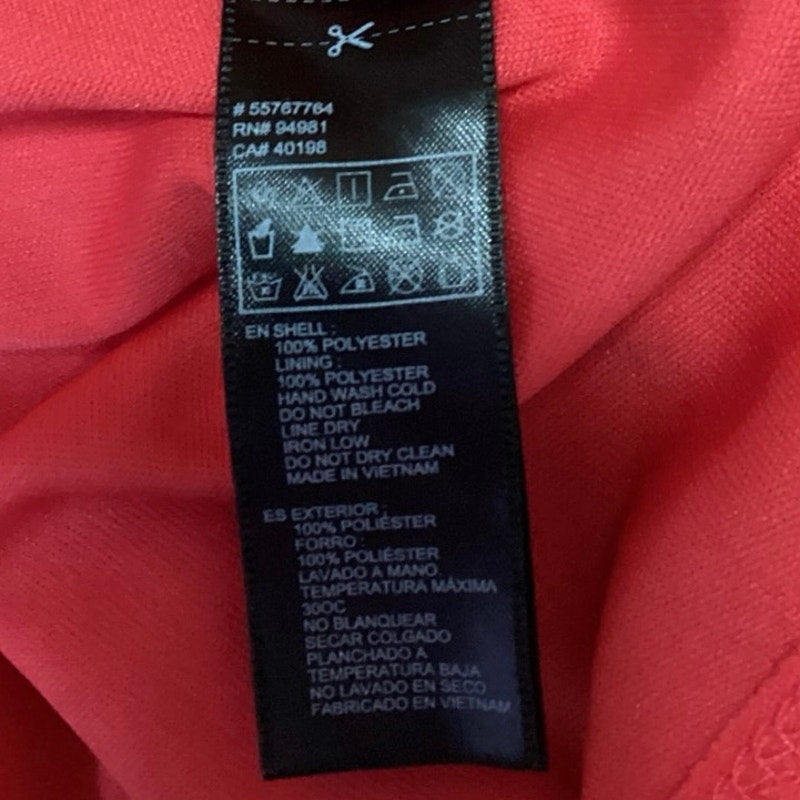 # 55767764
RN# 94981
CA# 40198
EN SHELL :
100% POLYESTER
LINING :
100% POLYESTER
HAND WASH COLD
DO NOT BLEACH
LINE DRY
IRON LOW
DO NOT DRY CLEAN
MADE IN VIETNAM
ES EXTERIOR :
100% POLIÉSTER
FORRO :
100% POLIÉSTER
LAVADO A MANO
TEMPERATURA MÁXIMA
30OC
NO BLANQUEAR
SECAR COLGADO
PLANCHADO A
TEMPERATURA BAJA
NO LAVADO EN SECO
FABRICADO EN VIETNAM